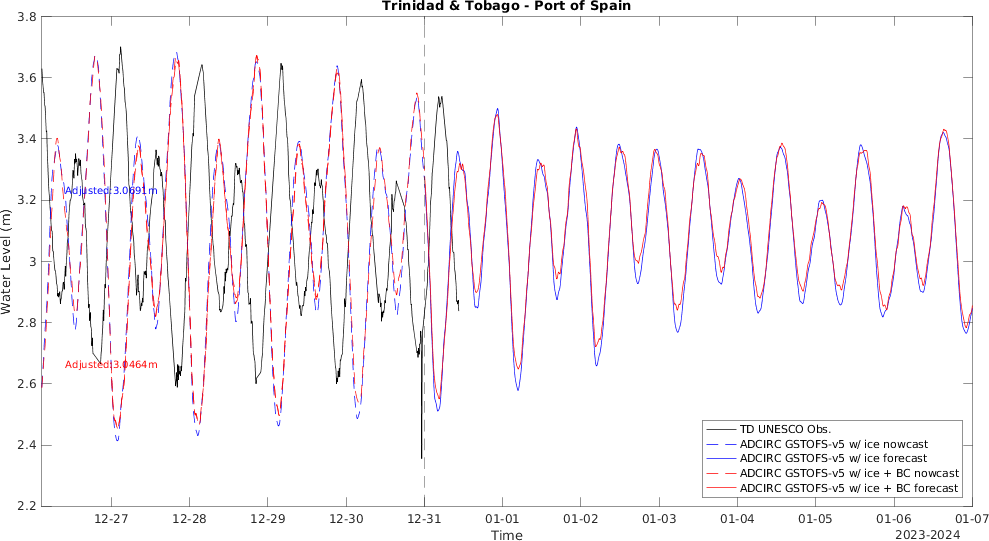 Trinidad & Tobago - Port of Spain
3.8
3.6
3.4
3.2
3
2.8
2.6
2.4
2.2
Water Level (m)
Adjusted:3.0691m
Adjusted:3.0464m
TD UNESCO Obs.
ADCIRC GSTOFS-v5 w/ ice nowcast
ADCIRC GSTOFS-v5 w/ ice forecast
ADCIRC GSTOFS-v5 w/ ice + BC nowcast
ADCIRC GSTOFS-v5 w/ ice + BC forecast
12-27 12-28 12-29 12-30 12-31 01-01 01-02 01-03 01-04 01-05 01-06 01-07
Time
2023-2024